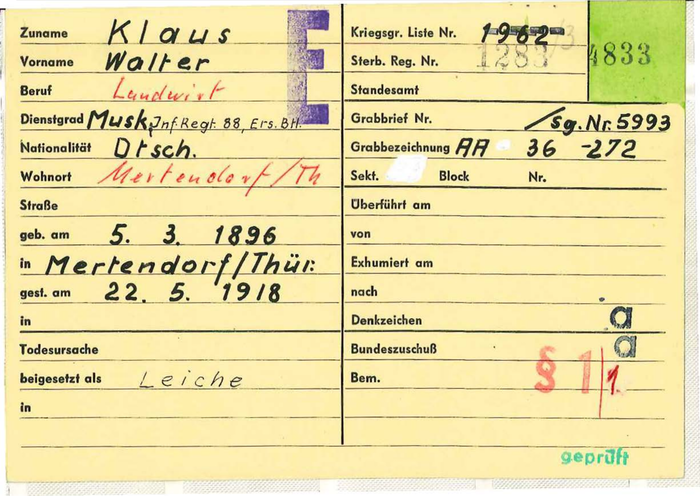 Zuname Klaus
Vorname Walter
Beruf Landwirt
Dienstgrad Musk, Inf. Regt. 88, Ers. Btl.
Nationalität Dtsch.
Wohnort Mertendorf/Th
Straße
geb. am 5. 3. 1896
in Mertendorf/Thür.
gest. am 22. 5. 1918
in
Todesursache
beigesetzt als Leiche
in
E
Kriegsgr. Liste Nr. 1962
Sterb. Reg. Nr. 1283 4833
Standesamt
Grabbrief Nr. /Sg. Nr. 5993
Grabbezeichnung AA 36 -272
Sekt. Block Nr.
Überführt am
von
Exhumiert am
nach
Denkzeichen a
Bundeszuschuß a
Bem. § 1/1.
geprüft